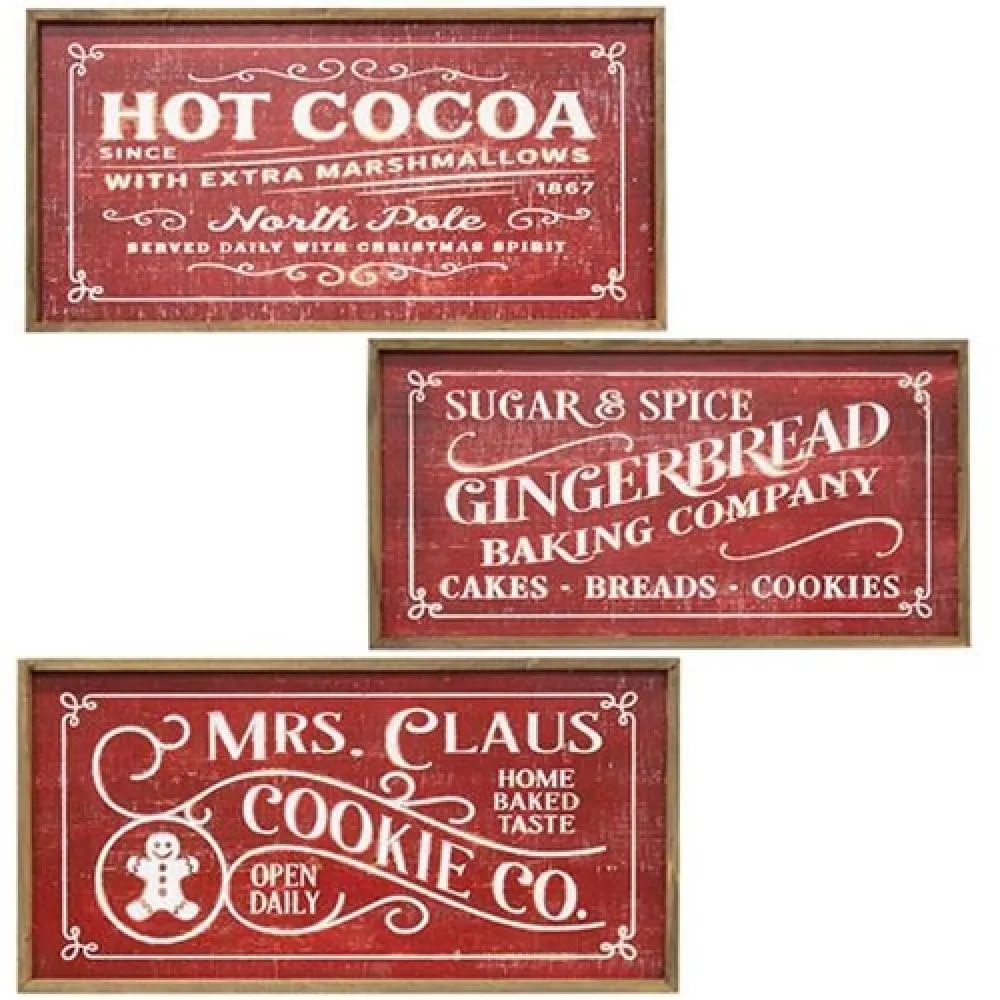 HOT COCOA
SINCE
WITH EXTRA MARSHMALLOWS
1867
North Pole
SERVED DAILY WITH CHRISTMAS SPIRIT
SUGAR & SPICE
GINGERBREAD
BAKING COMPANY
CAKES - BREADS - COOKIES
MRS. CLAUS
HOME
BAKED
TASTE
COOKIE CO.
OPEN
DAILY